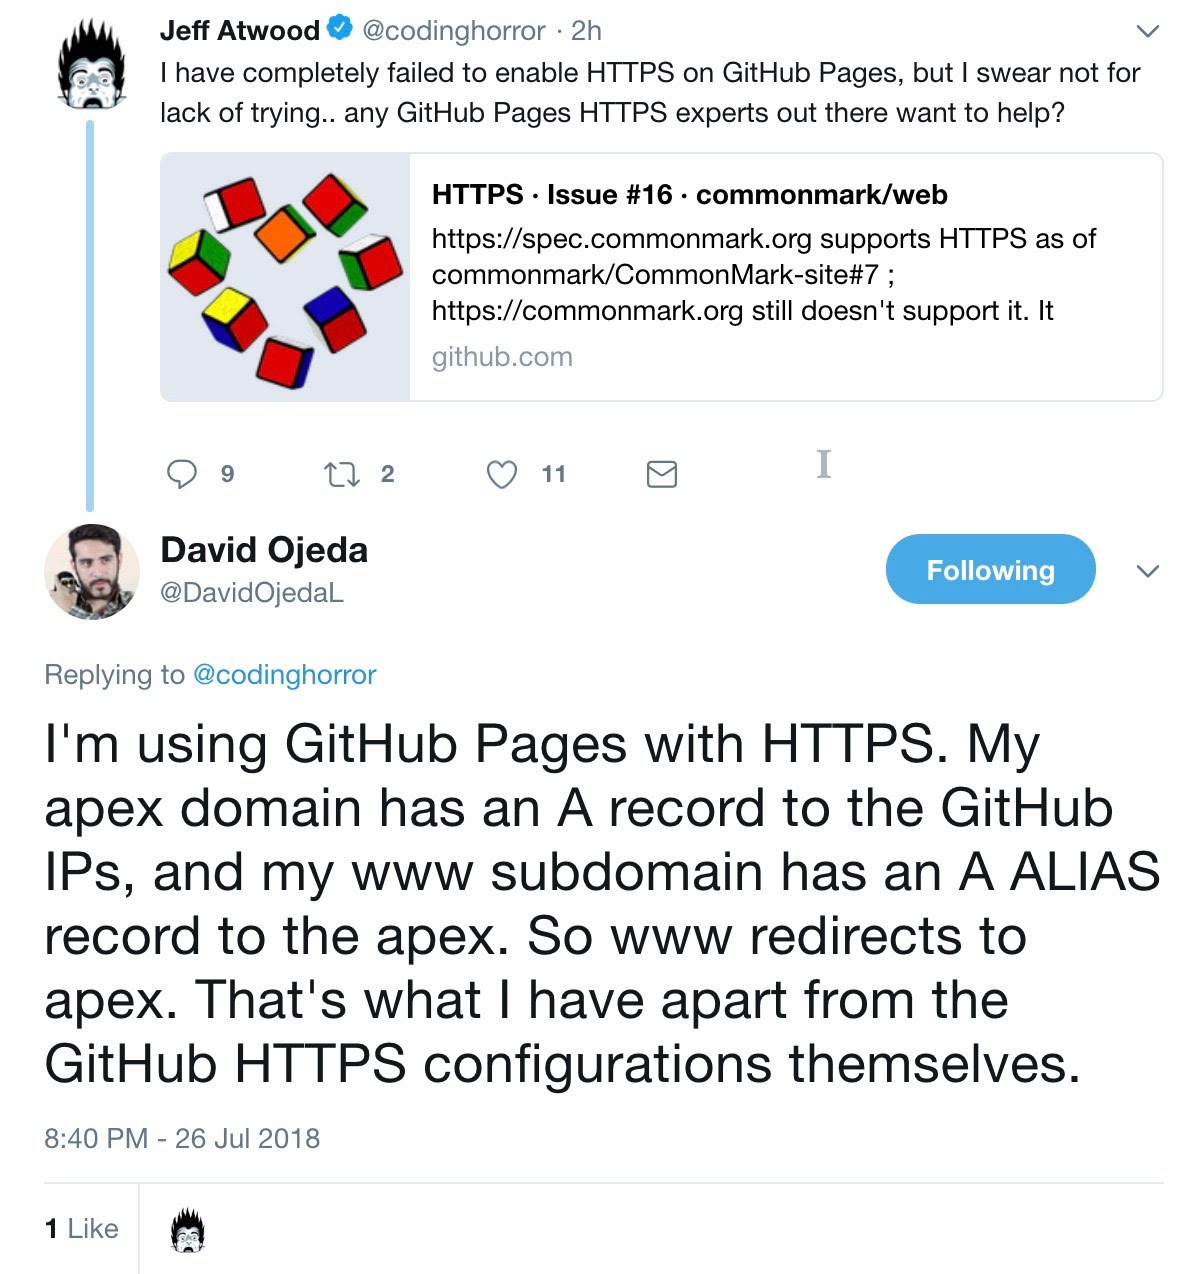 Jeff Atwood @codinghorror · 2h
I have completely failed to enable HTTPS on GitHub Pages, but I swear not for
lack of trying.. any GitHub Pages HTTPS experts out there want to help?
HTTPS · Issue #16 · commonmark/web
https://spec.commonmark.org supports HTTPS as of
commonmark/CommonMark-site#7 ;
https://commonmark.org still doesn't support it. It
github.com
9 2 11
David Ojeda
@DavidOjedaL
Following
Replying to @codinghorror
I'm using GitHub Pages with HTTPS. My
apex domain has an A record to the GitHub
IPs, and my www subdomain has an A ALIAS
record to the apex. So www redirects to
apex. That's what I have apart from the
GitHub HTTPS configurations themselves.
8:40 PM - 26 Jul 2018
1 Like